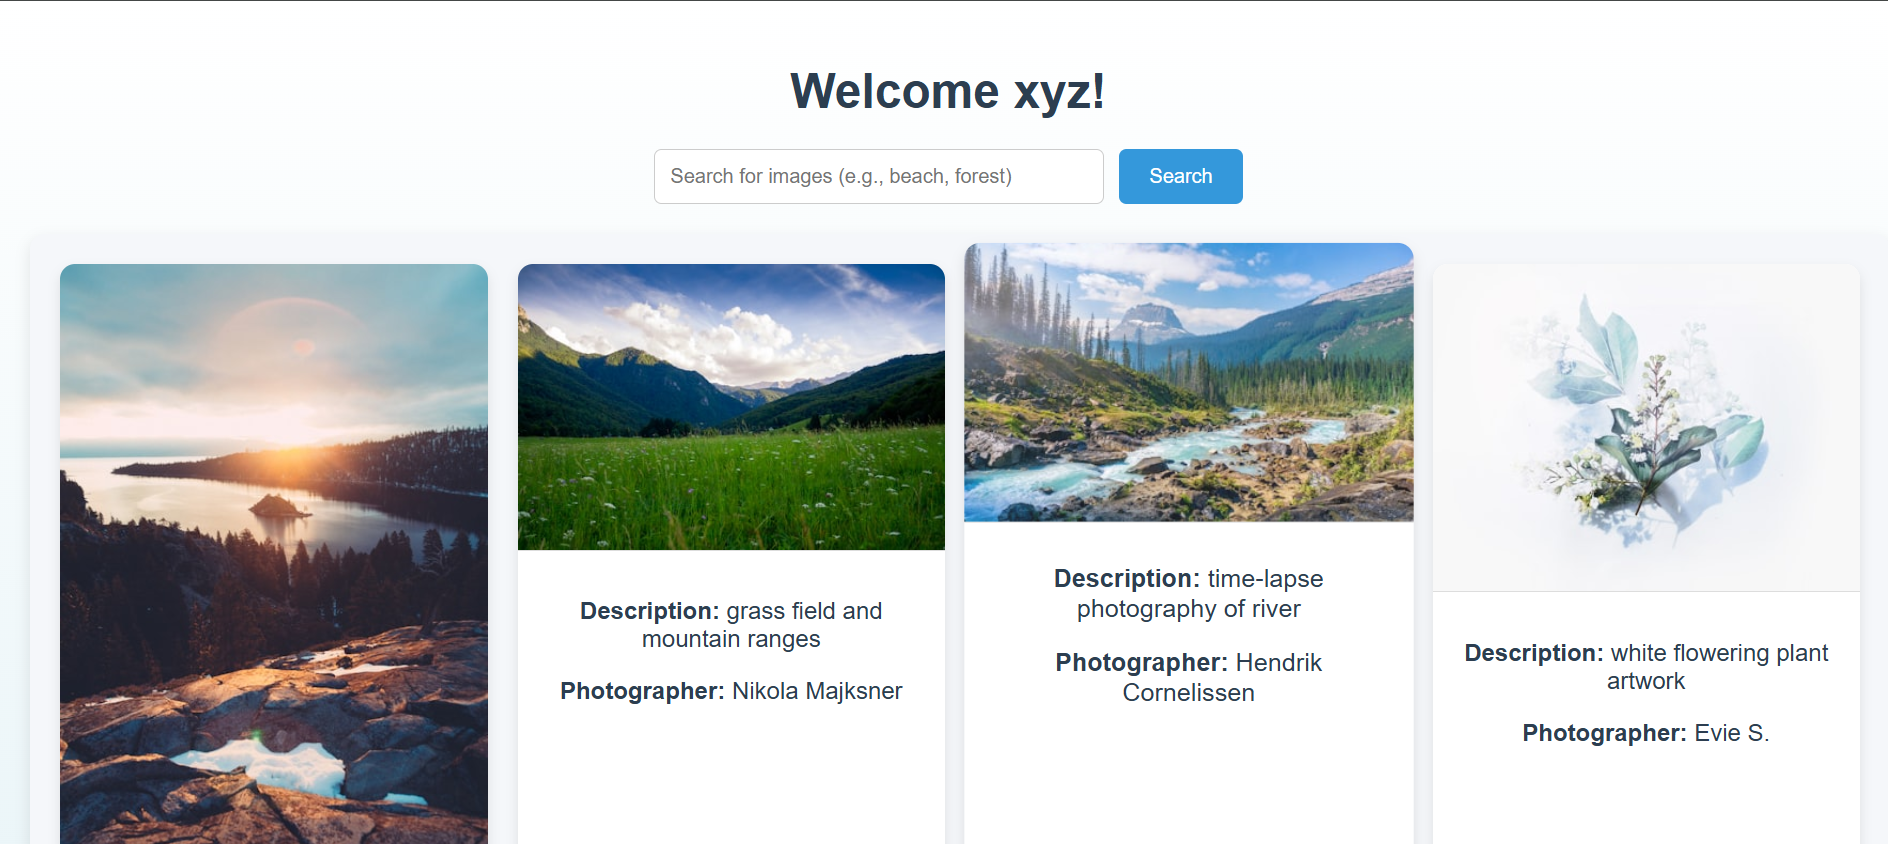 Welcome xyz!
Search for images (e.g., beach, forest)
Search
Description: grass field and
mountain ranges
Photographer: Nikola Majksner
Description: time-lapse
photography of river
Photographer: Hendrik
Cornelissen
Description: white flowering plant
artwork
Photographer: Evie S.